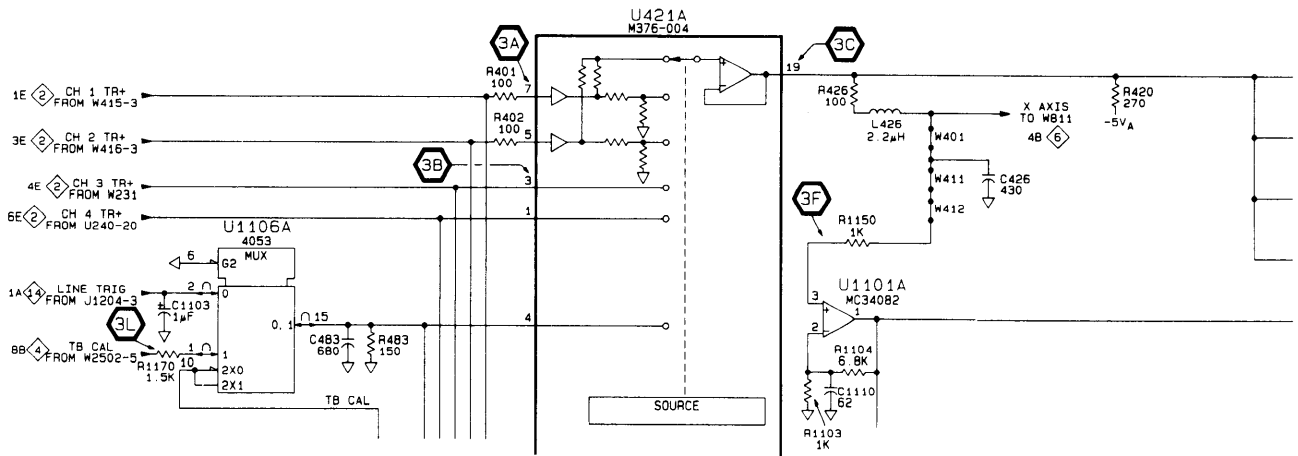 U421A
M376-004
3A
3C
19
R401
100
7
1E 2 CH 1 TR+
FROM W415-3
R402
100
5
3E 2 CH 2 TR+
FROM W416-3
3B
3
4E 2 CH 3 TR+
FROM W231
1
6E 2 CH 4 TR+
FROM U240-20
R426
100
L426
2.2µH
X AXIS
TO W811
4B 6
R420
270
-5VA
W401
W411
W412
C426
430
3F
R1150
1K
U1106A
4053
MUX
6
G2
1A 14 LINE TRIG
FROM J1204-3
2
0
+
C1103
1µF
3L
0, 1
15
4
C483
680
R483
150
8B 4 TB CAL
FROM W2502-5
1
1
R1170
1.5K
10
2X0
2X1
TB CAL
SOURCE
U1101A
MC34082
3
+
1
2
-
R1104
6.8K
C1110
62
R1103
1K
+
-